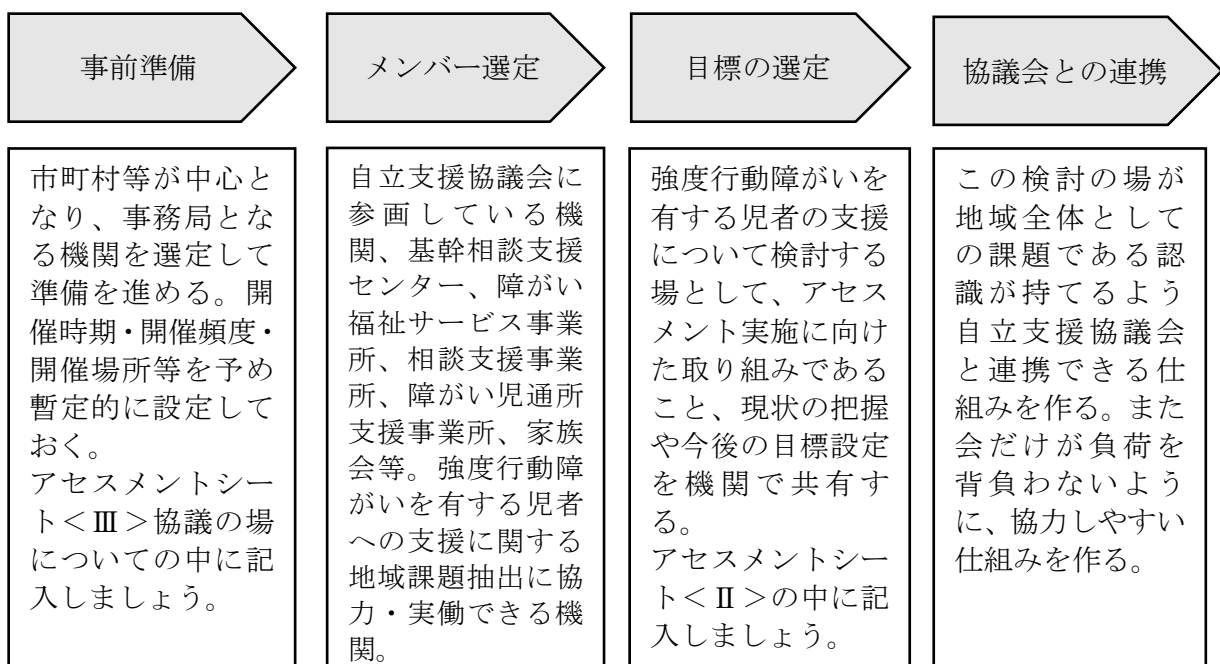 事前準備
メンバー選定
目標の選定
協議会との連携
市町村等が中心と
なり、事務局とな
る機関を選定して
準備を進める。開
催時期・開催頻度・
開催場所等を予め
暫定的に設定して
おく。
アセスメントシー
ト＜Ⅲ＞協議の場
についての中に記
入しましょう。
自立支援協議会に
参画している機
関、基幹相談支援
センター、障がい
福祉サービス事業
所、相談支援事業
所、障がい児通所
支援事業所、家族
会等。強度行動障
がいを有する児者
への支援に関する
地域課題抽出に協
力・実働できる機
関。
強度行動障がいを
有する児者の支援
について検討する
場として、アセス
メント実施に向け
た取り組みである
こと、現状の把握
や今後の目標設定
を機関で共有す
る。
アセスメントシー
ト＜Ⅱ＞の中に記
入しましょう。
この検討の場が
地域全体として
の課題である認
識が持てるよう
自立支援協議会
と連携できる仕
組みを作る。また
会だけが負荷を
背負わないよう
に、協力しやすい
仕組みを作る。